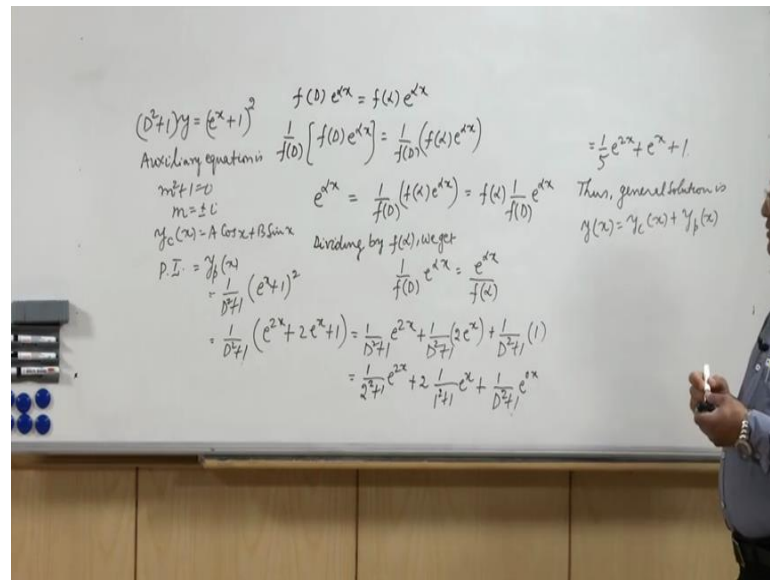 (D²+1)y = (eˣ+1)²
Auxiliary equation is
m²+1=0
m=±i
y_c(x) = A Cosx + B Sinx
P.I. = y_p(x)
= 1/(D²+1) (eˣ+1)²
= 1/(D²+1) (e²ˣ+2eˣ+1) = 1/(D²+1) e²ˣ + 1/(D²+1) (2eˣ) + 1/(D²+1) (1)
= 1/(2²+1) e²ˣ + 2 1/(1²+1) eˣ + 1/(D²+1) e⁰ˣ
f(D) e^{αx} = f(α) e^{αx}
1/f(D) [f(D) e^{αx}] = 1/f(D) (f(α) e^{αx})
e^{αx} = 1/f(D) (f(α) e^{αx}) = f(α) 1/f(D) e^{αx}
Dividing by f(α), we get
1/f(D) e^{αx} = e^{αx}/f(α)
= 1/5 e²ˣ + eˣ + 1.
Thus, general solution is
y(x) = y_c(x) + y_p(x)